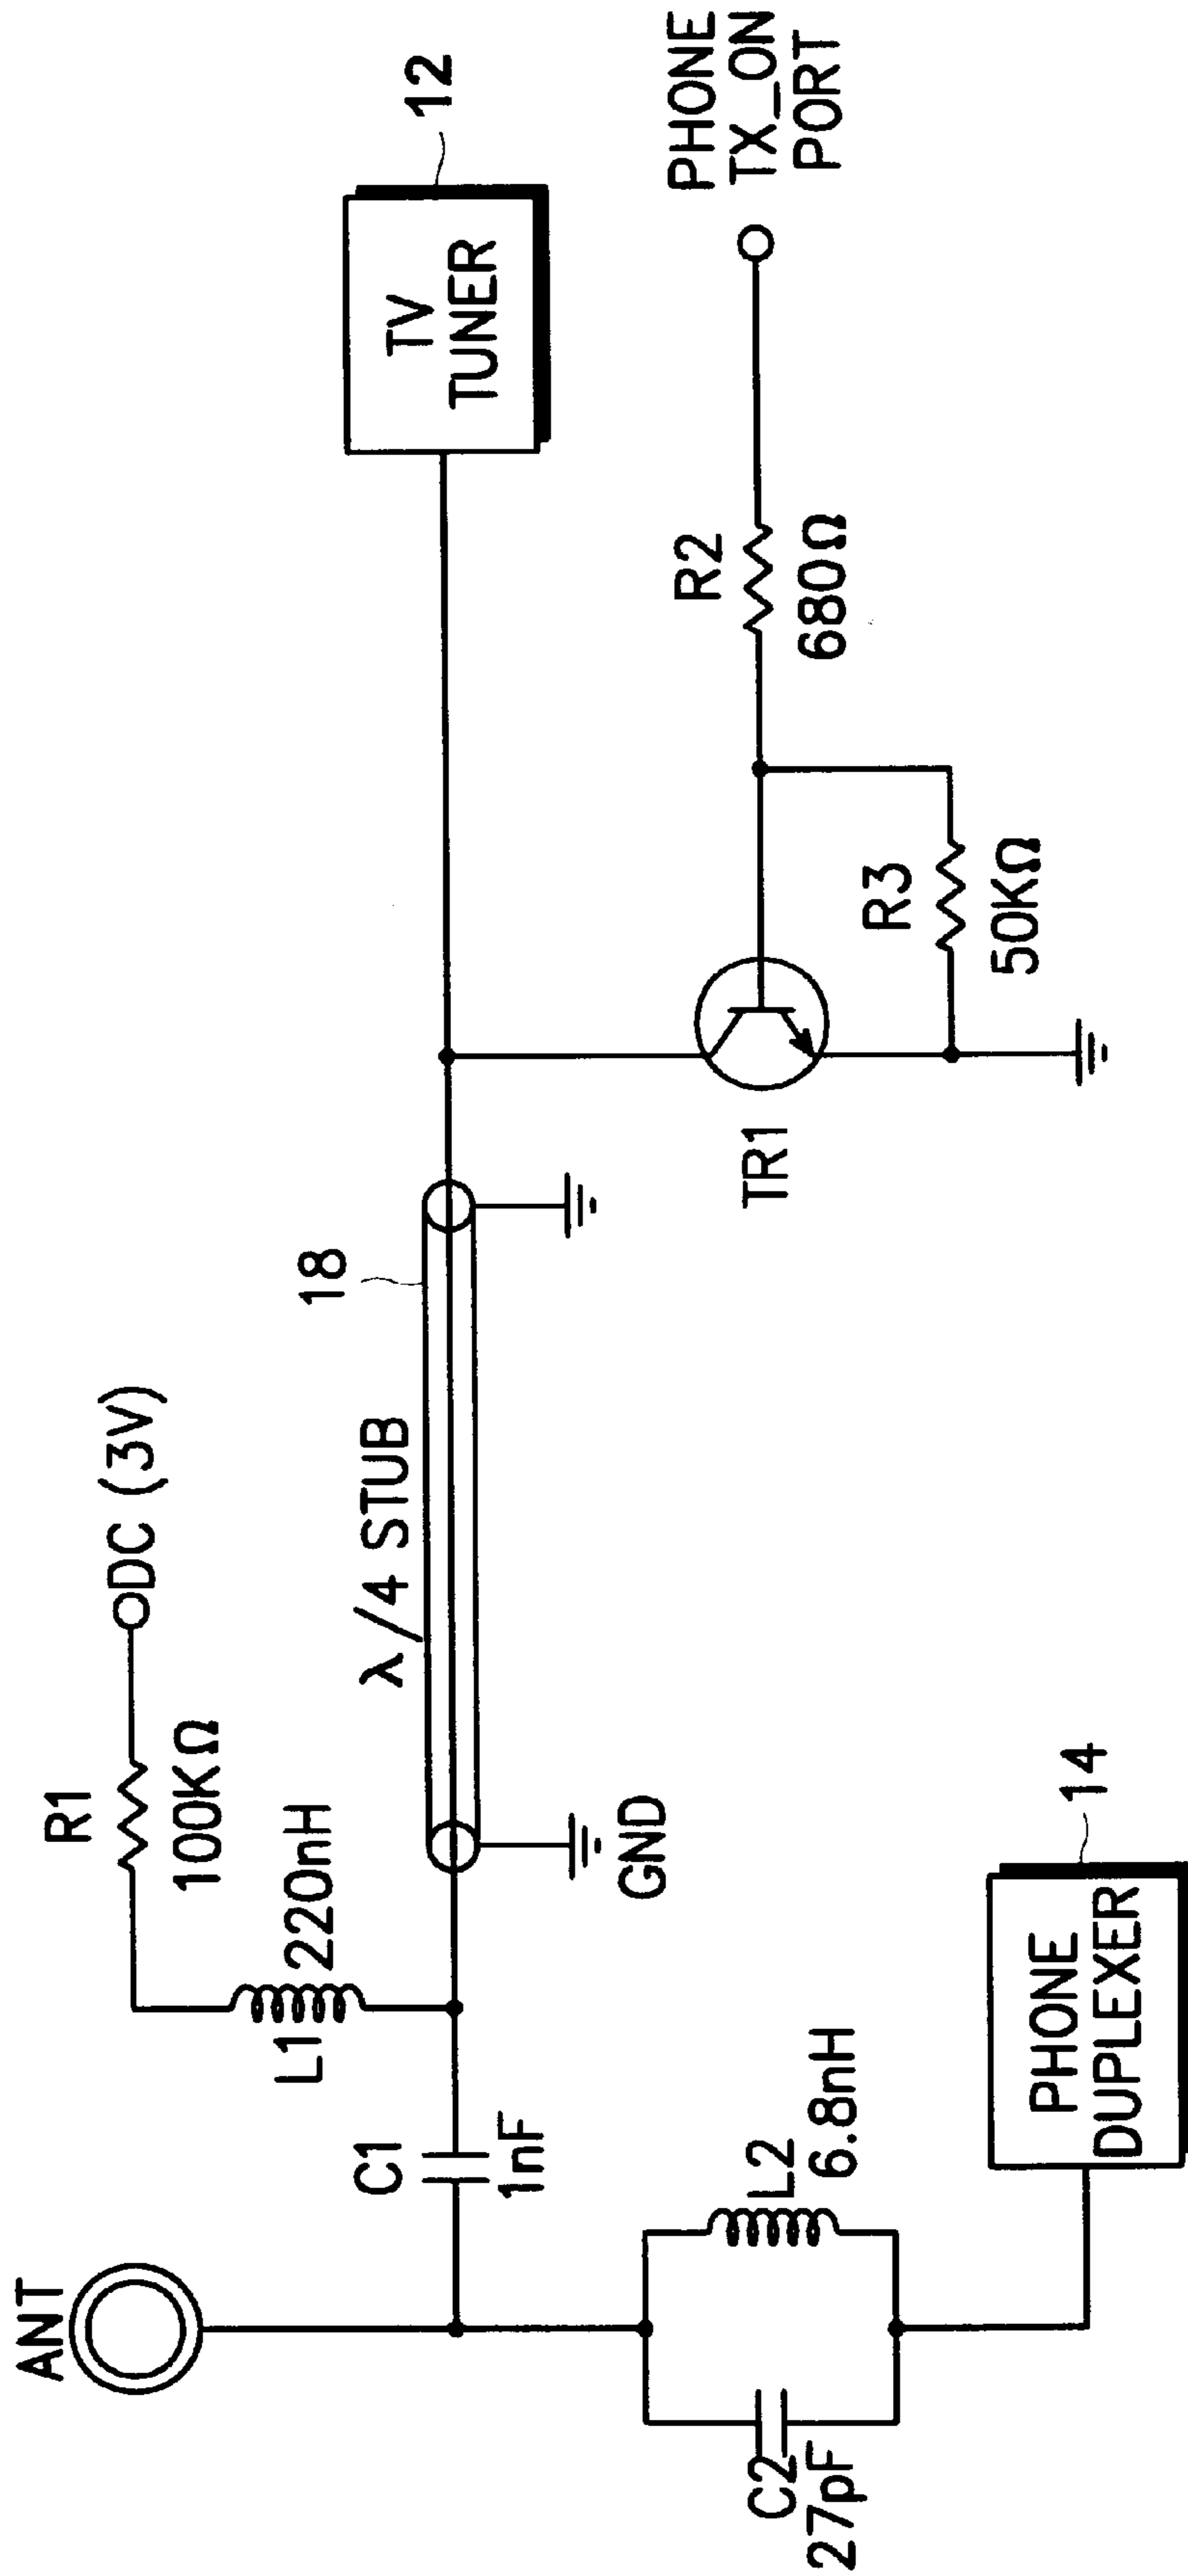 ANT
R1
100KΩ
DC (3V)
L1
220nH
C1
1nF
λ/4 STUB
18
GND
TV
TUNER
12
C2
27pF
L2
6.8nH
PHONE
DUPLEXER
14
TR1
R3
50KΩ
R2
680Ω
PHONE
TX_ON
PORT